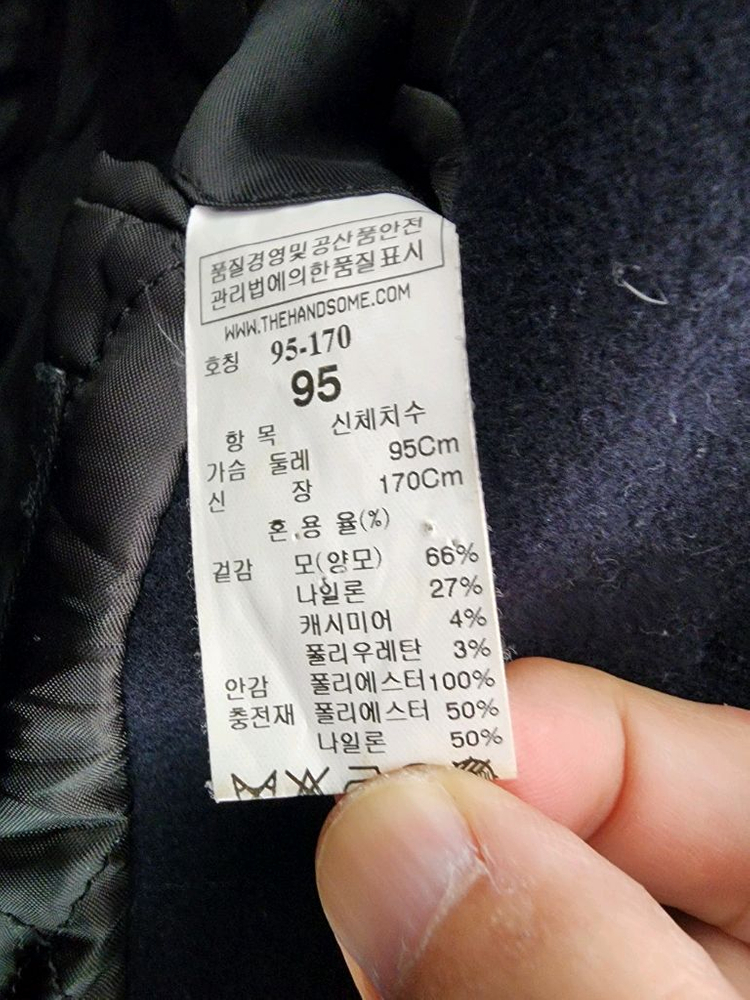 품질경영및공산품안전
관리법에의한품질표시
WWW.THEHANDSOME.COM
호칭 95-170
95
항 목 신체치수
가슴 둘레 95Cm
신 장 170Cm
혼 용 율(%)
겉감 모(양모) 66%
나일론 27%
캐시미어 4%
폴리우레탄 3%
안감 폴리에스터 100%
충전재 폴리에스터 50%
나일론 50%